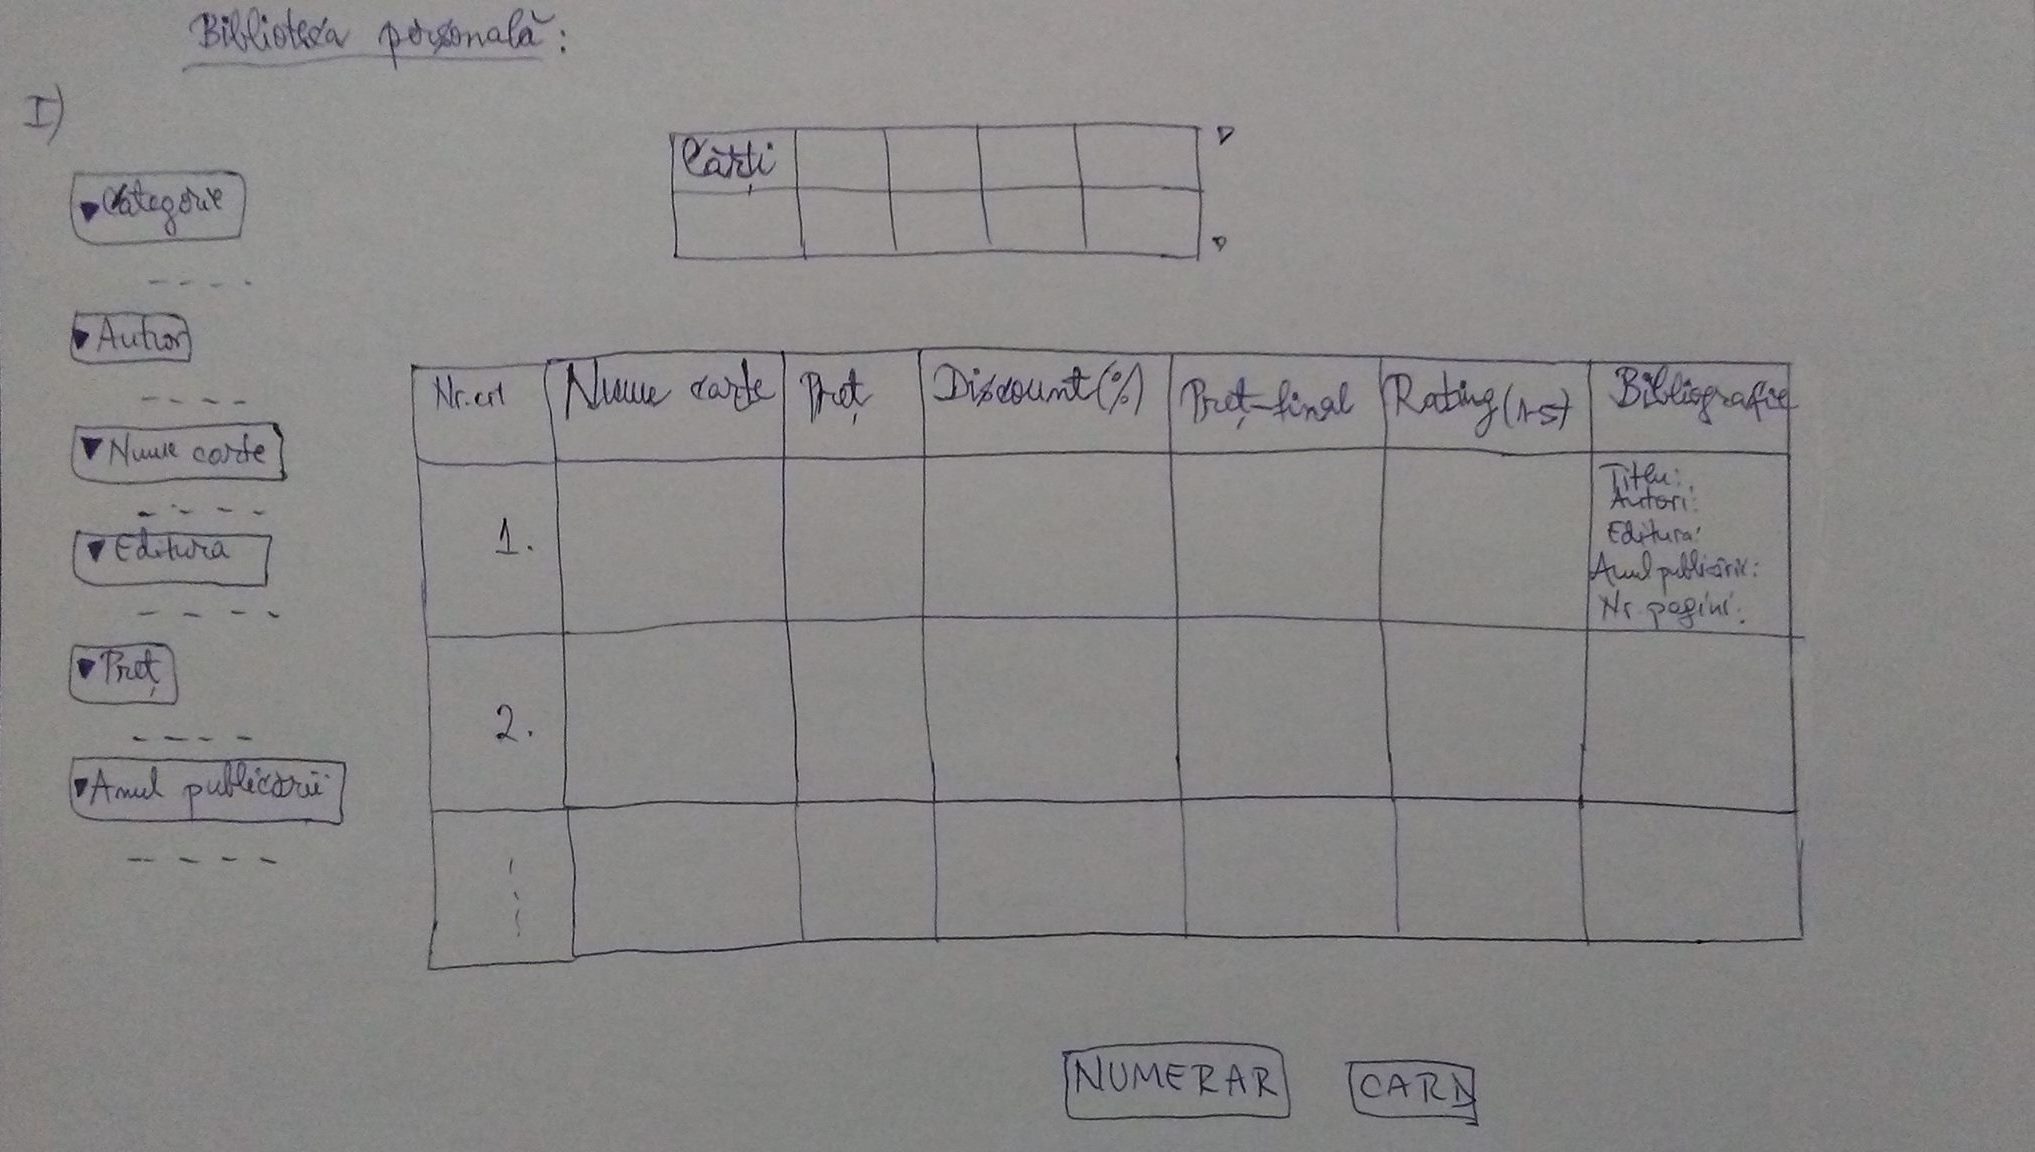 Biblioteca personală:
I)
Cărți
▼Categorie
▼Autor
▼Nume carte
▼Editura
▼Preț
▼Anul publicării
Nr.crt
Nume carte
Preț
Discount(%)
Preț-final
Rating(1-5)
Bibliografie
1.
Titlu:
Autori:
Editura:
Anul publicării:
Nr. pagini:
2.
NUMERAR
CARD